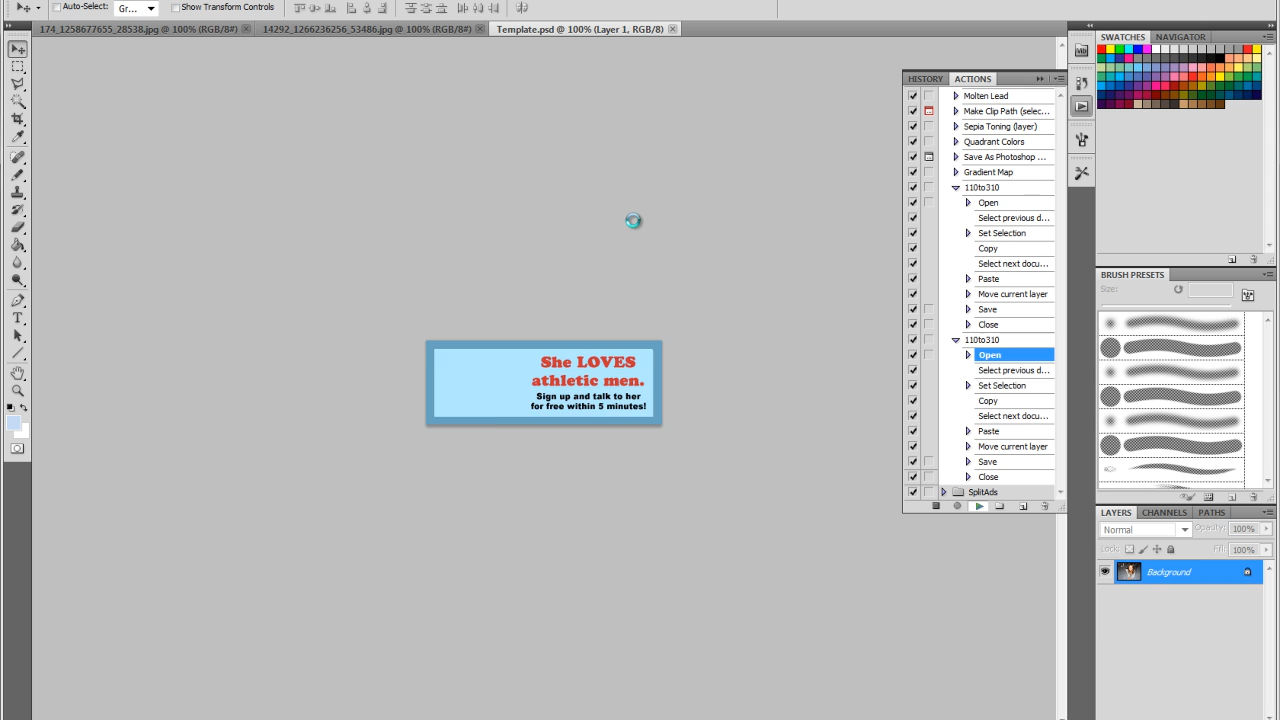 Auto-Select:
Gr...
Show Transform Controls
174_1258677655_28538.jpg @ 100% (RGB/8#)
14292_1266236256_53486.jpg @ 100% (RGB/8#)
Template.psd @ 100% (Layer 1, RGB/8)
SWATCHES
NAVIGATOR
HISTORY
ACTIONS
Molten Lead
Make Clip Path (selec...
Sepia Toning (layer)
Quadrant Colors
Save As Photoshop ...
Gradient Map
110to310
Open
Select previous d...
Set Selection
Copy
Select next docu...
Paste
Move current layer
Save
Close
110to310
Open
Select previous d...
Set Selection
Copy
Select next docu...
Paste
Move current layer
Save
Close
SplitAds
She LOVES
athletic men.
Sign up and talk to her
for free within 5 minutes!
BRUSH PRESETS
Size:
LAYERS
CHANNELS
PATHS
Normal
Opacity:
100%
Lock:
Fill:
100%
Background